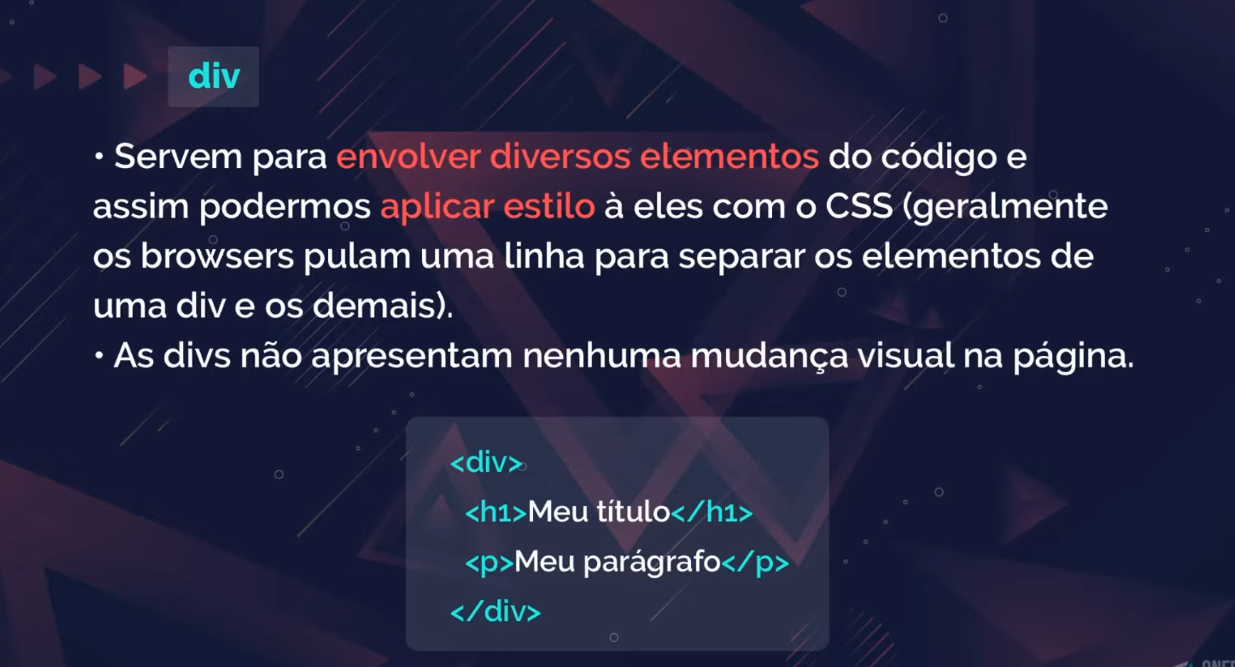 div
• Servem para envolver diversos elementos do código e
assim podermos aplicar estilo à eles com o CSS (geralmente
os browsers pulam uma linha para separar os elementos de
uma div e os demais).
• As divs não apresentam nenhuma mudança visual na página.
<div>
<h1>Meu título</h1>
<p>Meu parágrafo</p>
</div>